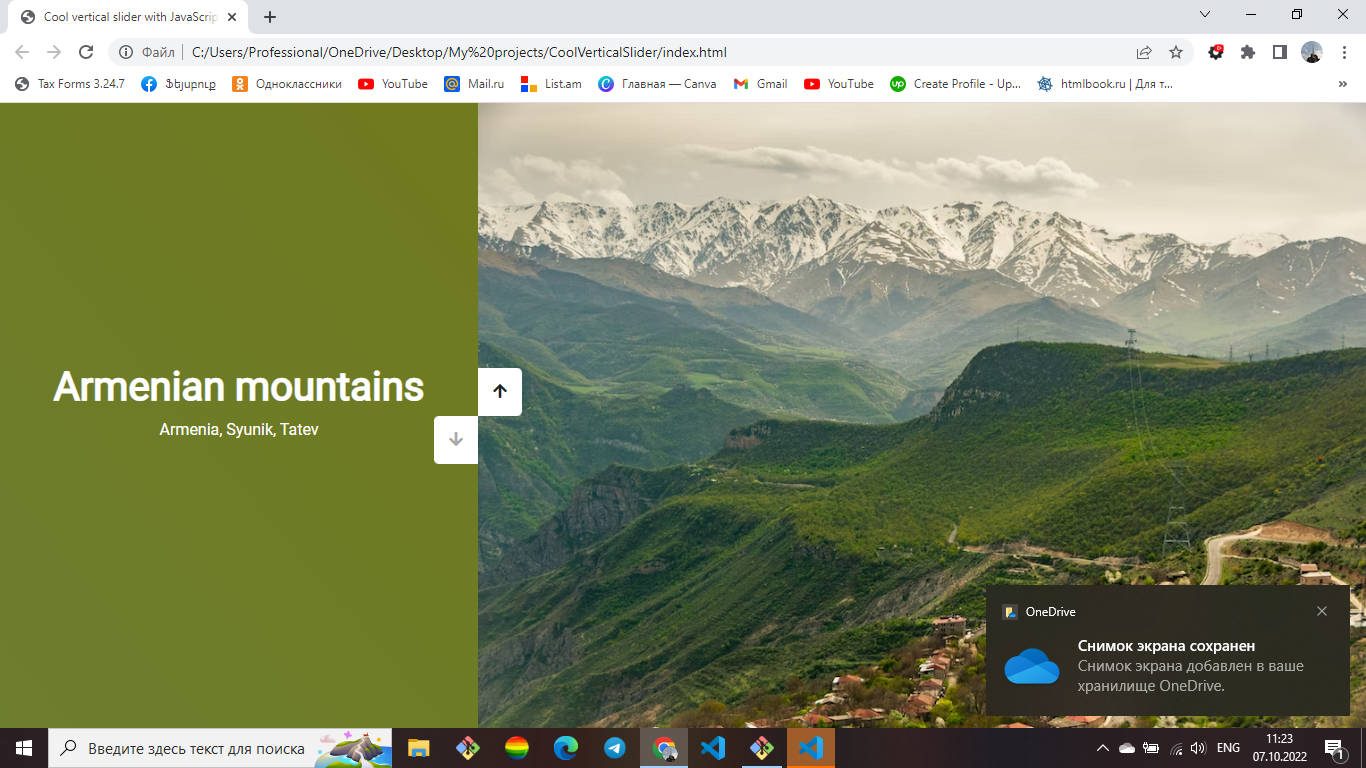 Cool vertical slider with JavaScrip
Файл
C:/Users/Professional/OneDrive/Desktop/My%20projects/CoolVerticalSlider/index.html
Tax Forms 3.24.7
Ֆեյսբուք
Одноклассники
YouTube
Mail.ru
List.am
Главная — Canva
Gmail
YouTube
up
Create Profile - Up...
htmlbook.ru | Для т...
»
Armenian mountains
Armenia, Syunik, Tatev
OneDrive
Снимок экрана сохранен
Снимок экрана добавлен в ваше
хранилище OneDrive.
Введите здесь текст для поиска
ENG
11:23
07.10.2022
1